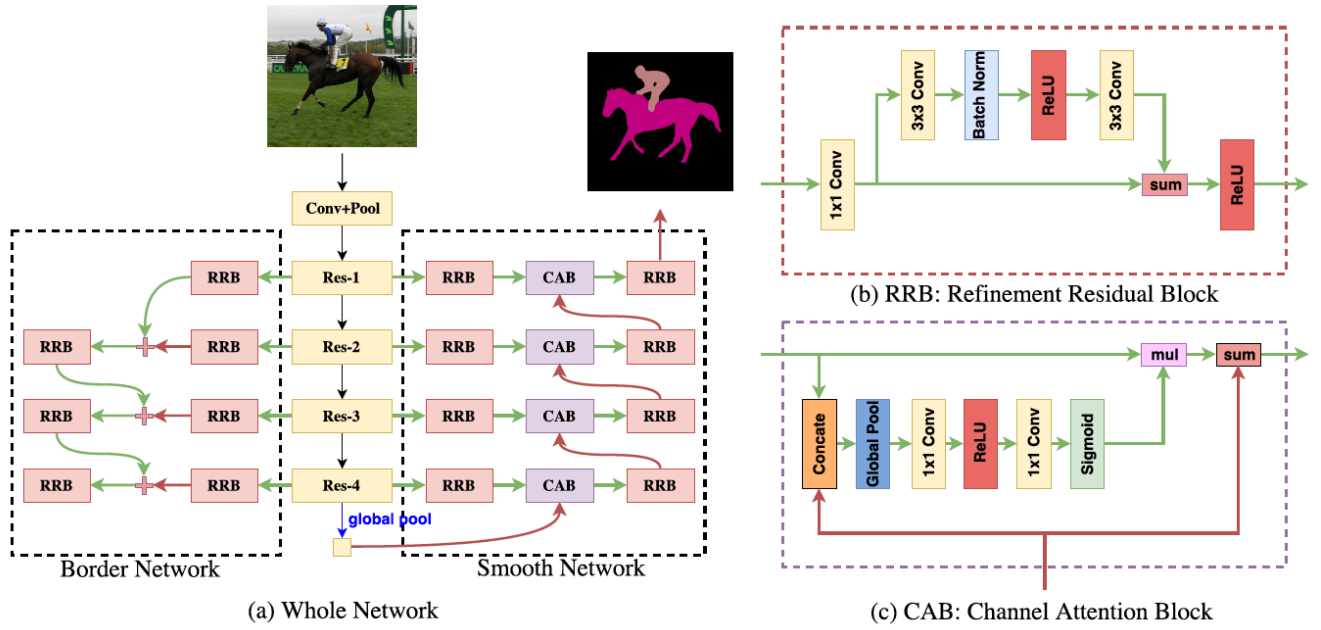 Conv+Pool
RRB Res-1 RRB CAB RRB
RRB RRB Res-2 RRB CAB RRB
RRB RRB Res-3 RRB CAB RRB
RRB RRB Res-4 RRB CAB RRB
global pool
Border Network
Smooth Network
(a) Whole Network
1x1 Conv
3x3 Conv
Batch Norm
ReLU
3x3 Conv
sum
ReLU
(b) RRB: Refinement Residual Block
mul
sum
Concate
Global Pool
1x1 Conv
ReLU
1x1 Conv
Sigmoid
(c) CAB: Channel Attention Block